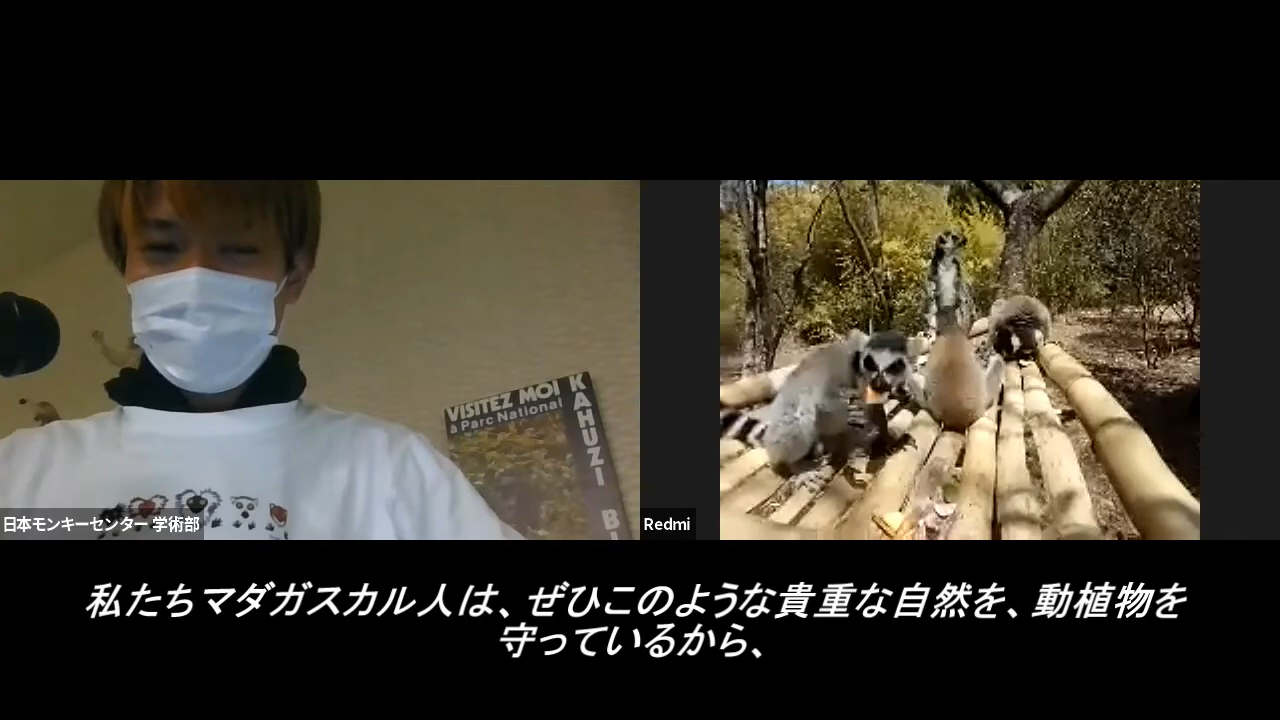 VISITEZ MOI
à Parc National
KAHUZI BI
日本モンキーセンター 学術部
Redmi
私たちマダガスカル人は、ぜひこのような貴重な自然を、動植物を
守っているから、